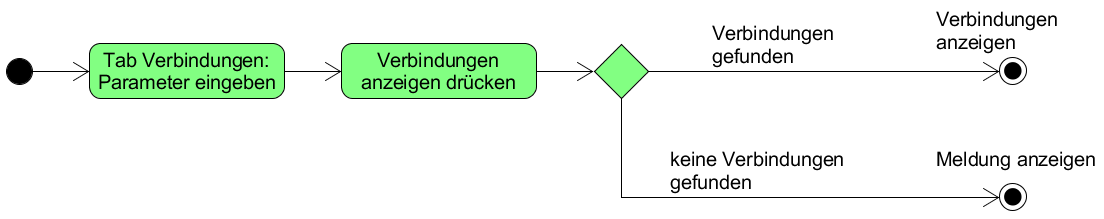 Tab Verbindungen:
Parameter eingeben
Verbindungen
anzeigen drücken
Verbindungen
gefunden
Verbindungen
anzeigen
keine Verbindungen
gefunden
Meldung anzeigen